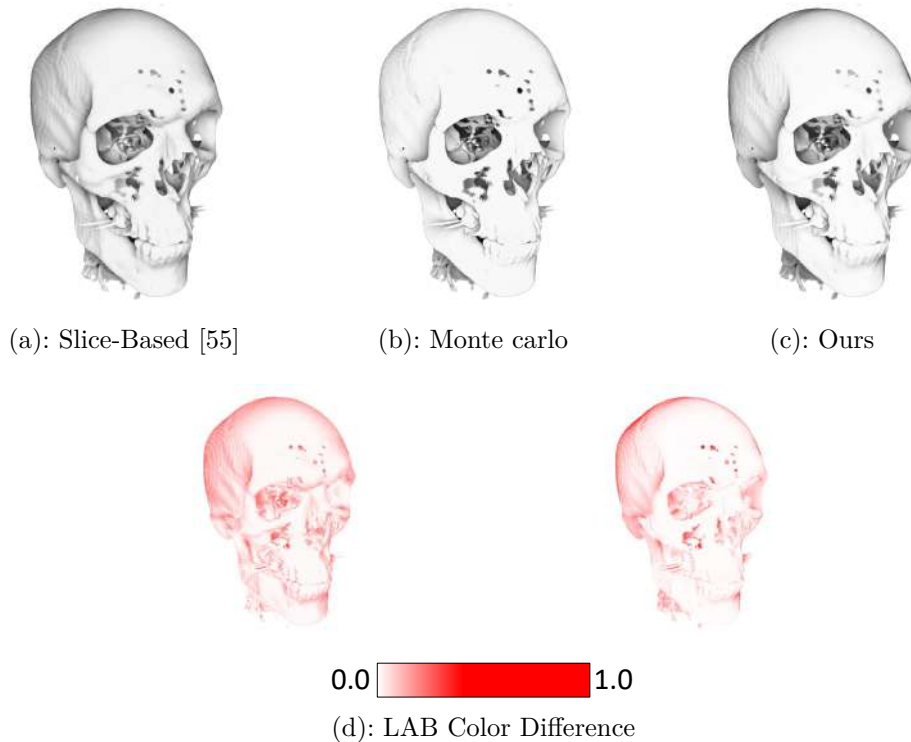 (a): Slice-Based [55]
(b): Monte carlo
(c): Ours
0.0 1.0
(d): LAB Color Difference